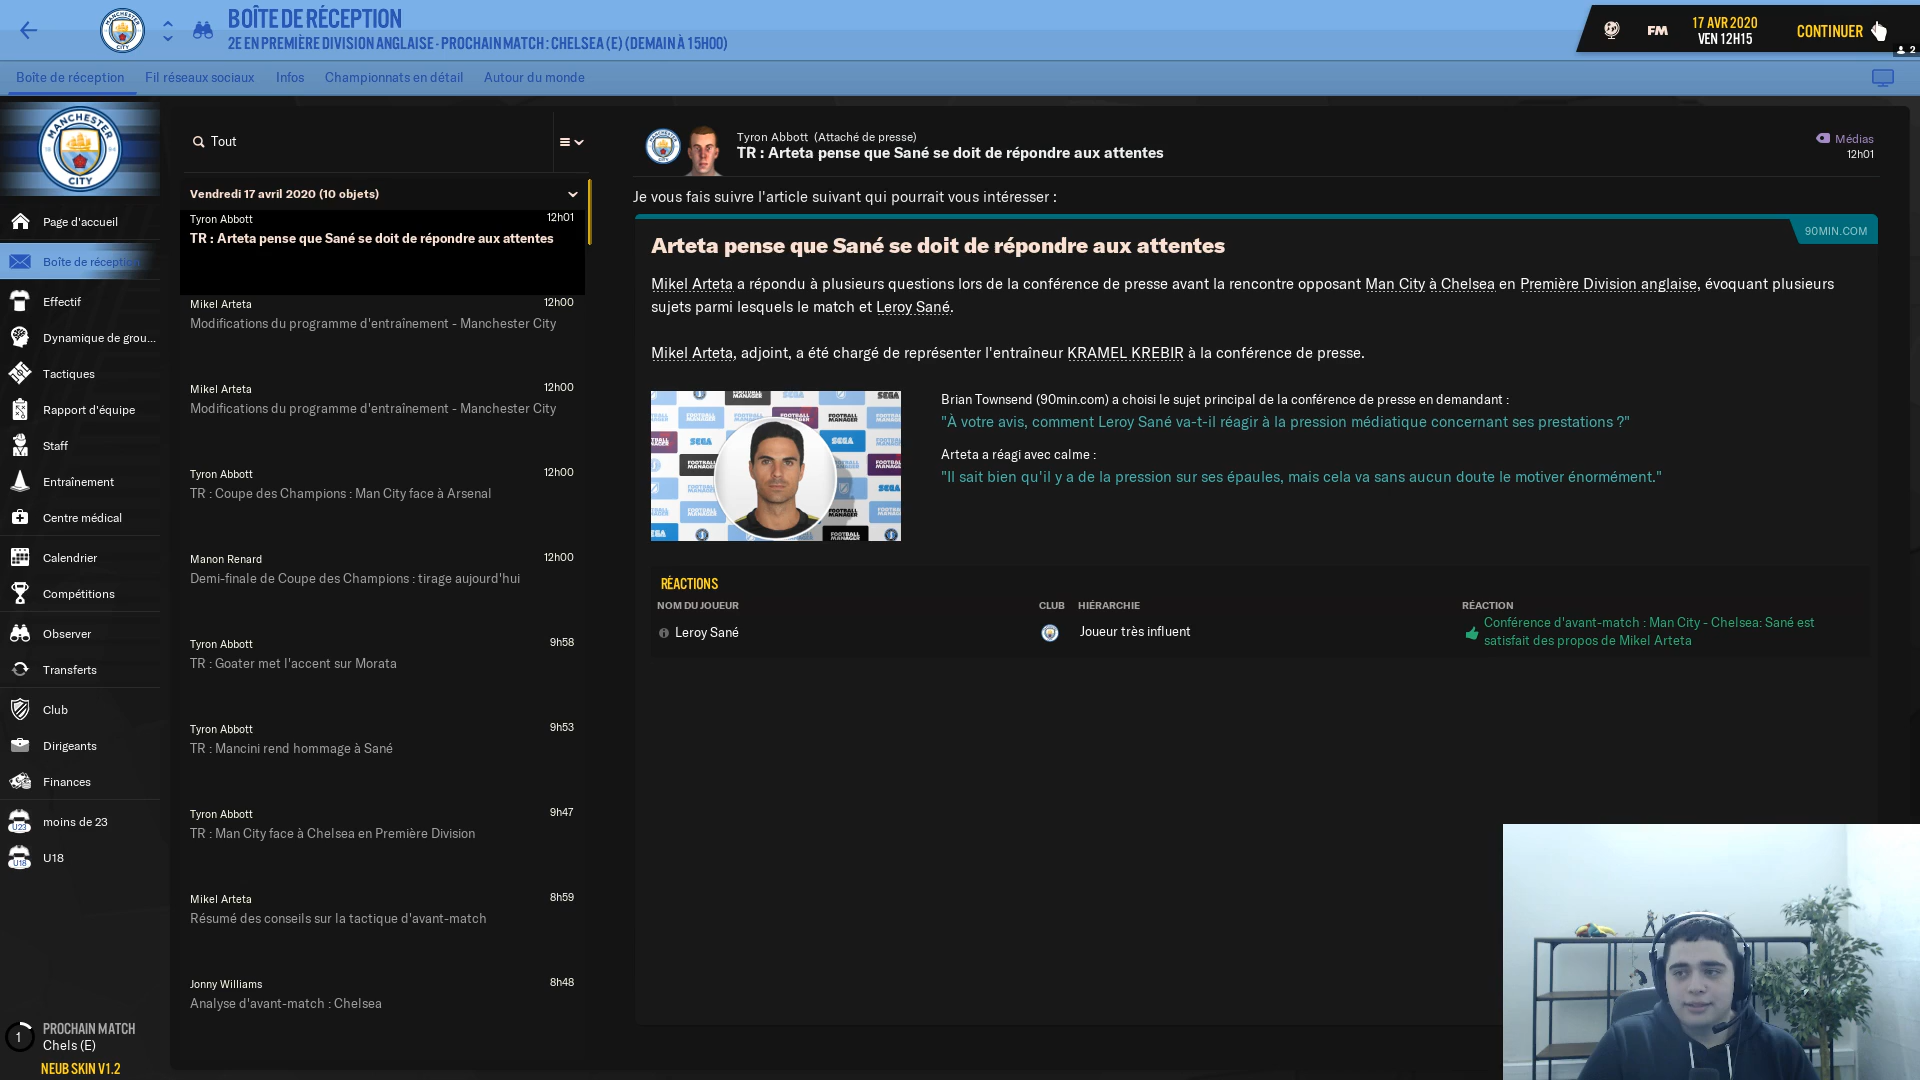 BOÎTE DE RÉCEPTION
2E EN PREMIÈRE DIVISION ANGLAISE - PROCHAIN MATCH : CHELSEA (E) (DEMAIN À 15H00)
FM
17 AVR 2020
VEN 12H15
CONTINUER
2
Boîte de réception
Fil réseaux sociaux
Infos
Championnats en détail
Autour du monde
MANCHESTER
CITY
Page d'accueil
Boîte de réception
Effectif
Dynamique de grou...
Tactiques
Rapport d'équipe
Staff
Entraînement
Centre médical
Calendrier
Compétitions
Observer
Transferts
Club
Dirigeants
Finances
U23
moins de 23
U18
U18
1
PROCHAIN MATCH
Chels (E)
NEUB SKIN V1.2
Tout
Vendredi 17 avril 2020 (10 objets)
Tyron Abbott
12h01
TR : Arteta pense que Sané se doit de répondre aux attentes
Mikel Arteta
12h00
Modifications du programme d'entraînement - Manchester City
Mikel Arteta
12h00
Modifications du programme d'entraînement - Manchester City
Tyron Abbott
12h00
TR : Coupe des Champions : Man City face à Arsenal
Manon Renard
12h00
Demi-finale de Coupe des Champions : tirage aujourd'hui
Tyron Abbott
9h58
TR : Goater met l'accent sur Morata
Tyron Abbott
9h53
TR : Mancini rend hommage à Sané
Tyron Abbott
9h47
TR : Man City face à Chelsea en Première Division
Mikel Arteta
8h59
Résumé des conseils sur la tactique d'avant-match
Jonny Williams
8h48
Analyse d'avant-match : Chelsea
Tyron Abbott (Attaché de presse)
TR : Arteta pense que Sané se doit de répondre aux attentes
Médias
12h01
Je vous fais suivre l'article suivant qui pourrait vous intéresser :
90MIN.COM
Arteta pense que Sané se doit de répondre aux attentes
Mikel Arteta a répondu à plusieurs questions lors de la conférence de presse avant la rencontre opposant Man City à Chelsea en Première Division anglaise, évoquant plusieurs
sujets parmi lesquels le match et Leroy Sané.
Mikel Arteta, adjoint, a été chargé de représenter l'entraîneur KRAMEL KREBIR à la conférence de presse.
SEGA
FOOTBALL MANAGER
Brian Townsend (90min.com) a choisi le sujet principal de la conférence de presse en demandant :
"À votre avis, comment Leroy Sané va-t-il réagir à la pression médiatique concernant ses prestations ?"
Arteta a réagi avec calme :
"Il sait bien qu'il y a de la pression sur ses épaules, mais cela va sans aucun doute le motiver énormément."
RÉACTIONS
NOM DU JOUEUR
CLUB
HIÉRARCHIE
RÉACTION
Leroy Sané
Joueur très influent
Conférence d'avant-match : Man City - Chelsea: Sané est
satisfait des propos de Mikel Arteta